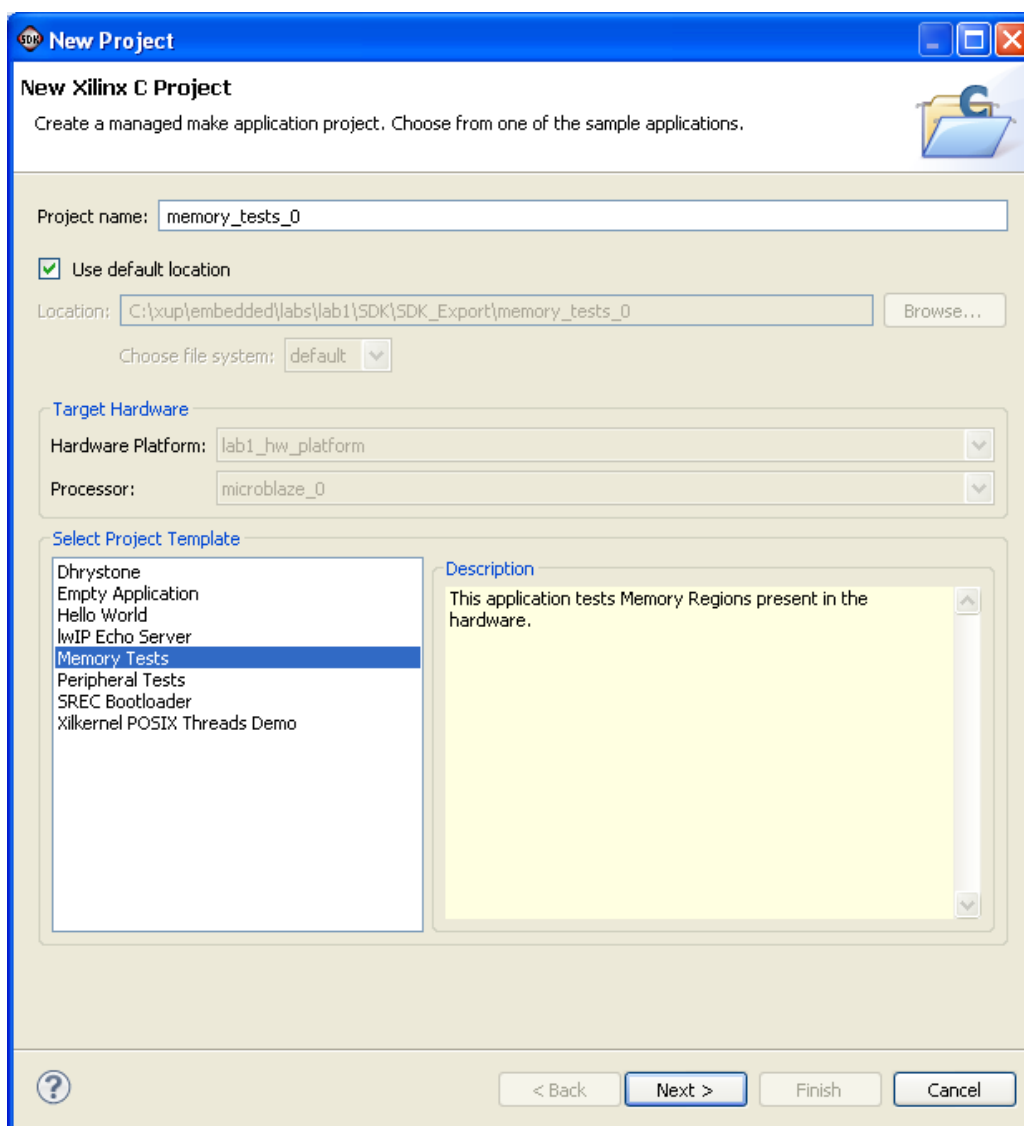 SDK New Project
New Xilinx C Project
Create a managed make application project. Choose from one of the sample applications.
C
Project name: memory_tests_0
Use default location
Location: C:\xup\embedded\labs\lab1\SDK\SDK_Export\memory_tests_0 Browse...
Choose file system: default
Target Hardware
Hardware Platform: lab1_hw_platform
Processor: microblaze_0
Select Project Template
Dhrystone
Empty Application
Hello World
lwIP Echo Server
Memory Tests
Peripheral Tests
SREC Bootloader
Xilkernel POSIX Threads Demo
Description
This application tests Memory Regions present in the
hardware.
? < Back Next > Finish Cancel